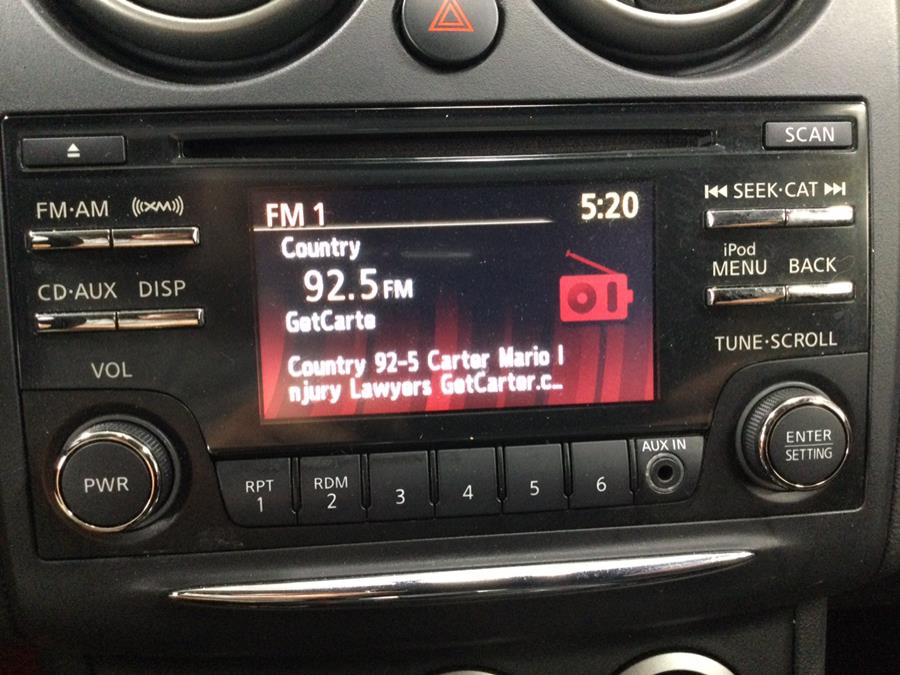 SCAN
FM·AM ((XM))
SEEK·CAT
FM 1 5:20
Country
92.5 FM
GetCarte
Country 92-5 Carter Mario I
njury Lawyers GetCarter.c…
iPod
MENU BACK
CD·AUX DISP
TUNE·SCROLL
VOL
PWR
RPT
1
RDM
2
3
4
5
6
AUX IN
ENTER
SETTING